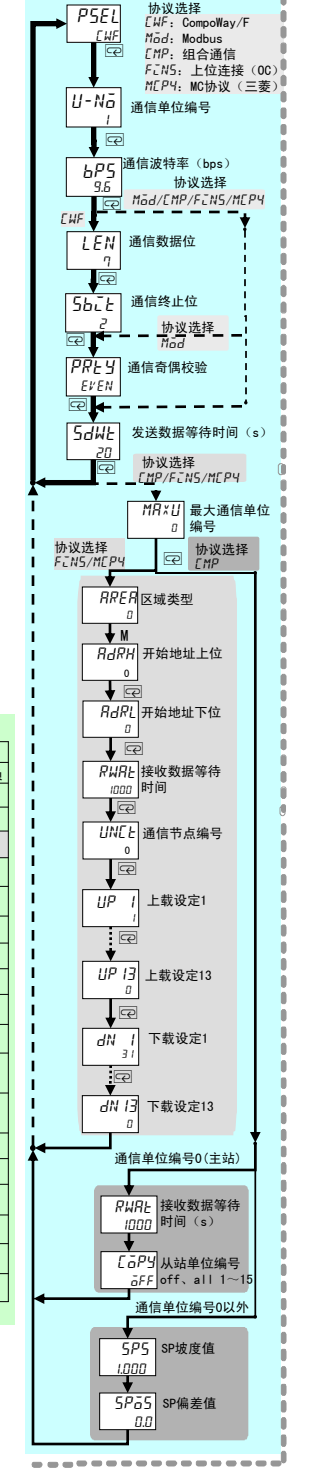 协议选择
PSEL
CWF
CWF: CompoWay/F
Mod: Modbus
CMP: 组合通信
FINS: 上位连接（OC）
MCP4: MC协议（三菱）
U-No
1
通信单位编号
bPS
9.6
通信波特率（bps）
协议选择
Mod/CMP/FINS/MCP4
CWF
LEN
7
通信数据位
Sbit
2
通信终止位
协议选择
Mod
PRtY
EVEN
通信奇偶校验
SdWt
20
发送数据等待时间（s）
协议选择
CMP/FINS/MCP4
MAxU
0
最大通信单位
编号
协议选择
FINS/MCP4
协议选择
CMP
AREA
0
区域类型
M
AdRH
0
开始地址上位
AdRL
0
开始地址下位
RWAt
1000
接收数据等待
时间
UNCt
0
通信节点编号
UP 1
1
上载设定1
UP 13
0
上载设定13
dN 1
31
下载设定1
dN 13
0
下载设定13
通信单位编号0(主站)
RWAt
1000
接收数据等待
时间（s）
CoPY
oFF
从站单位编号
off、all 1～15
通信单位编号0以外
SPS
1.000
SP坡度值
SPoS
0.0
SP偏差值